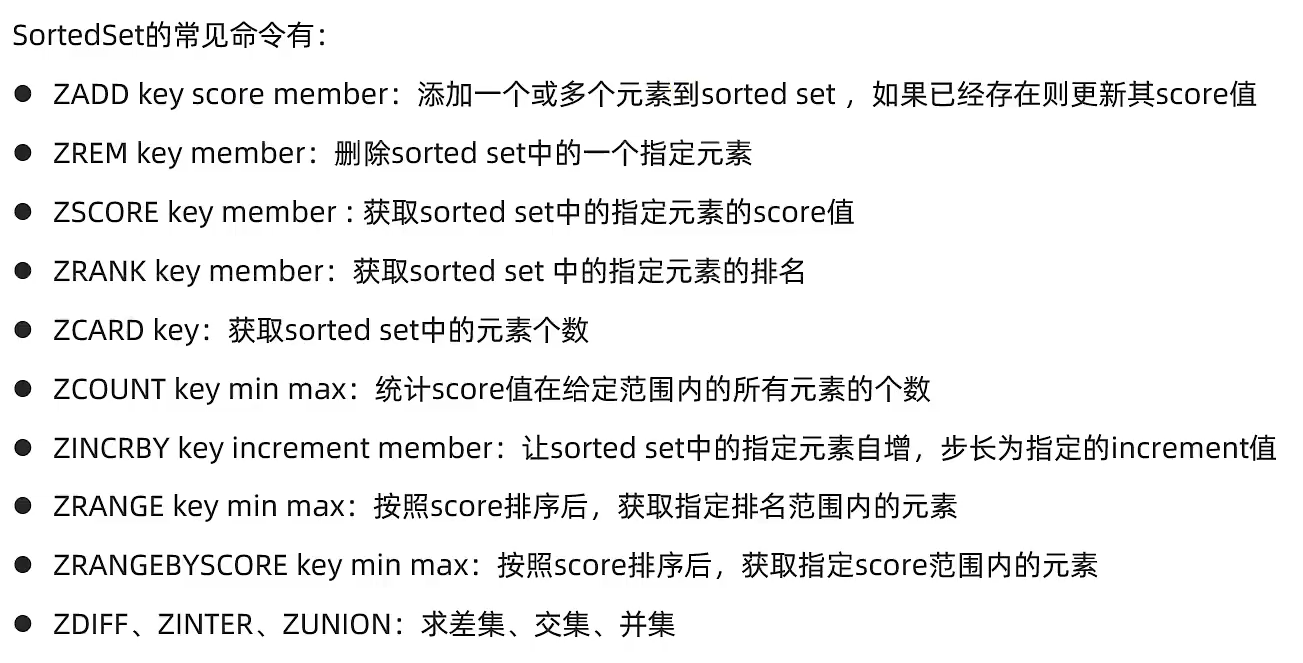 SortedSet的常见命令有：
● ZADD key score member：添加一个或多个元素到sorted set ，如果已经存在则更新其score值
● ZREM key member：删除sorted set中的一个指定元素
● ZSCORE key member : 获取sorted set中的指定元素的score值
● ZRANK key member：获取sorted set 中的指定元素的排名
● ZCARD key：获取sorted set中的元素个数
● ZCOUNT key min max：统计score值在给定范围内的所有元素的个数
● ZINCRBY key increment member：让sorted set中的指定元素自增，步长为指定的increment值
● ZRANGE key min max：按照score排序后，获取指定排名范围内的元素
● ZRANGEBYSCORE key min max：按照score排序后，获取指定score范围内的元素
● ZDIFF、ZINTER、ZUNION：求差集、交集、并集